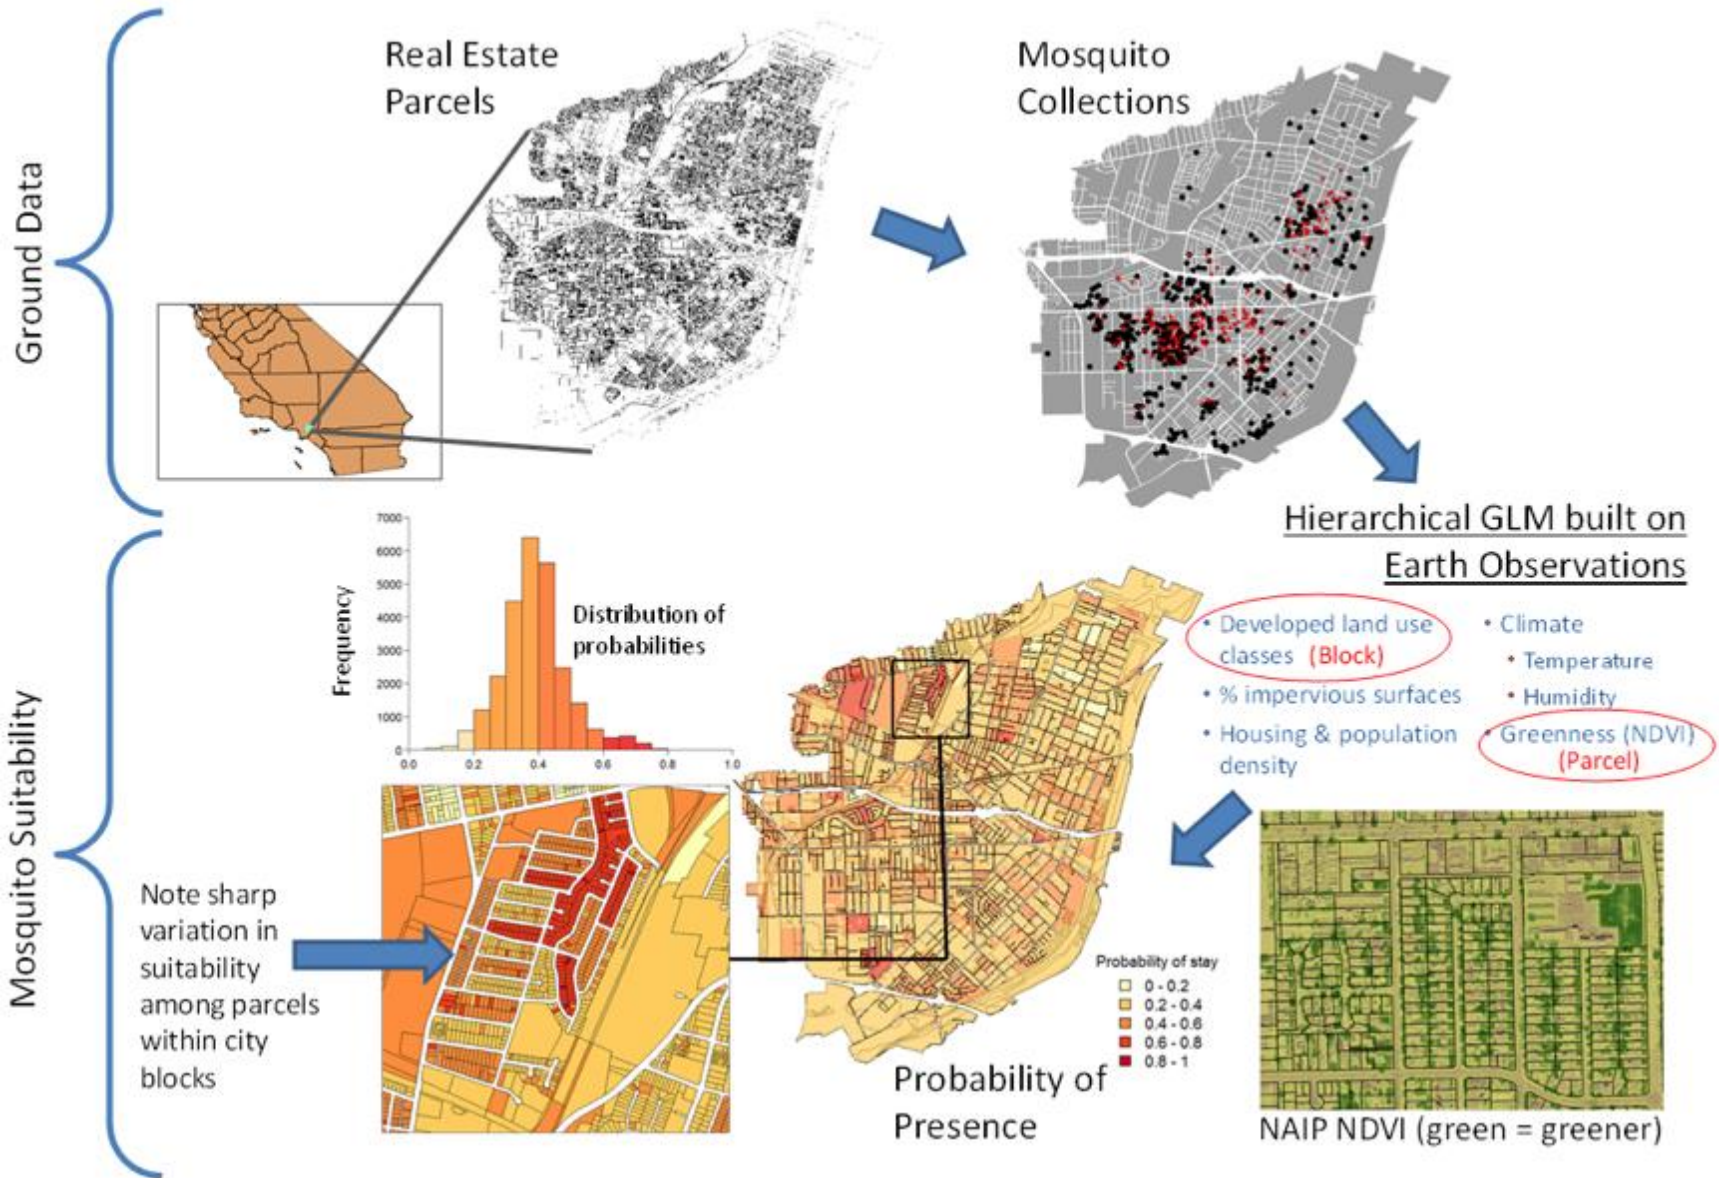 Ground Data
Real Estate
Parcels
Mosquito
Collections
Hierarchical GLM built on
Earth Observations
• Developed land use
classes (Block)
• % impervious surfaces
• Housing & population
density
• Climate
• Temperature
• Humidity
• Greenness (NDVI)
(Parcel)
Mosquito Suitability
Frequency
7000
6000
5000
4000
3000
2000
1000
0
0.0
0.2
0.4
0.6
0.8
1.0
Distribution of
probabilities
Note sharp
variation in
suitability
among parcels
within city
blocks
Probability of stay
0 - 0.2
0.2 - 0.4
0.4 - 0.6
0.6 - 0.8
0.8 - 1
Probability of
Presence
NAIP NDVI (green = greener)